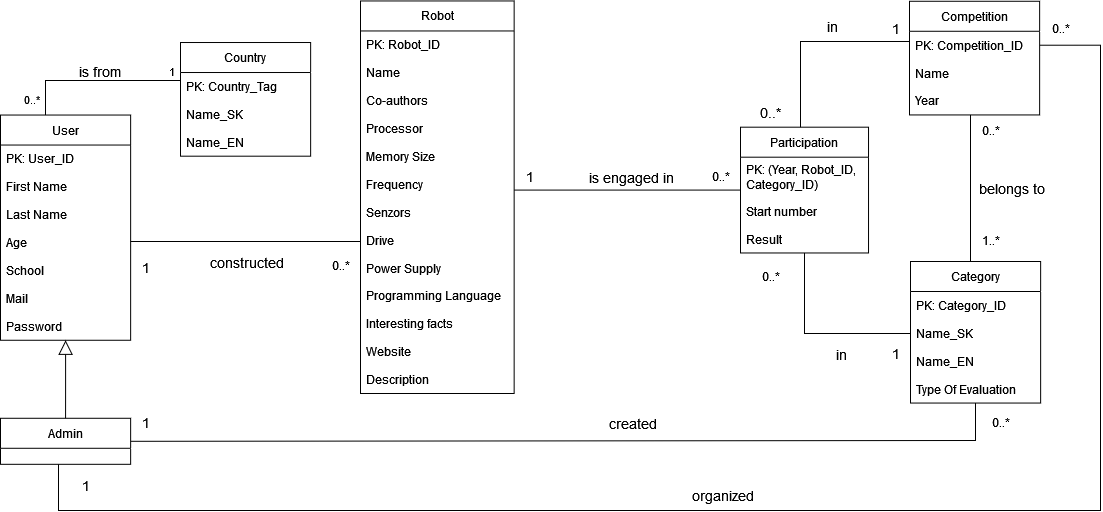 Robot
PK: Robot_ID
Name
Co-authors
Processor
Memory Size
Frequency
Senzors
Drive
Power Supply
Programming Language
Interesting facts
Website
Description
Competition
PK: Competition_ID
Name
Year
Country
PK: Country_Tag
Name_SK
Name_EN
is from
1
0..*
User
PK: User_ID
First Name
Last Name
Age
School
Mail
Password
1
constructed
0..*
1
is engaged in
0..*
in
1
0..*
0..*
Participation
PK: (Year, Robot_ID,
Category_ID)
Start number
Result
0..*
in
1
0..*
belongs to
1..*
Category
PK: Category_ID
Name_SK
Name_EN
Type Of Evaluation
0..*
Admin
1
created
1
organized